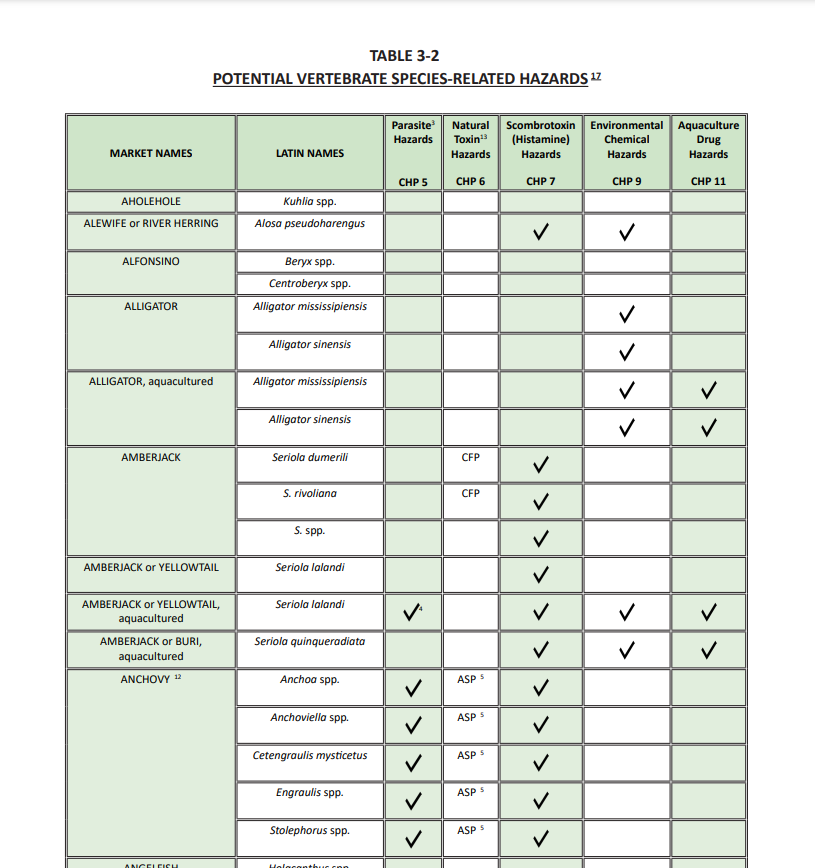 TABLE 3-2
POTENTIAL VERTEBRATE SPECIES-RELATED HAZARDS 17
MARKET NAMES | LATIN NAMES | Parasite3 Hazards CHP 5 | Natural Toxin13 Hazards CHP 6 | Scombrotoxin (Histamine) Hazards CHP 7 | Environmental Chemical Hazards CHP 9 | Aquaculture Drug Hazards CHP 11
AHOLEHOLE | Kuhlia spp.
ALEWIFE or RIVER HERRING | Alosa pseudoharengus | | | ✓ | ✓ |
ALFONSINO | Beryx spp.
Centroberyx spp.
ALLIGATOR | Alligator mississipiensis | | | | ✓ |
Alligator sinensis | | | | ✓ |
ALLIGATOR, aquacultured | Alligator mississipiensis | | | | ✓ | ✓
Alligator sinensis | | | | ✓ | ✓
AMBERJACK | Seriola dumerili | | CFP | ✓ | |
S. rivoliana | | CFP | ✓ | |
S. spp. | | | ✓ | |
AMBERJACK or YELLOWTAIL | Seriola lalandi | | | ✓ | |
AMBERJACK or YELLOWTAIL, aquacultured | Seriola lalandi | ✓4 | | ✓ | ✓ | ✓
AMBERJACK or BURI, aquacultured | Seriola quinqueradiata | | | ✓ | ✓ | ✓
ANCHOVY 12 | Anchoa spp. | ✓ | ASP 5 | ✓ | |
Anchoviella spp. | ✓ | ASP 5 | ✓ | |
Cetengraulis mysticetus | ✓ | ASP 5 | ✓ | |
Engraulis spp. | ✓ | ASP 5 | ✓ | |
Stolephorus spp. | ✓ | ASP 5 | ✓ | |
ANGELFISH | Holacanthus spp.